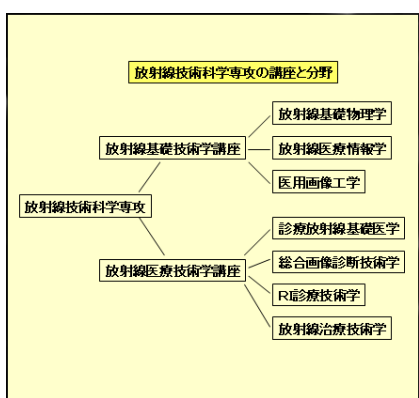 放射線技術科学専攻の講座と分野
放射線基礎物理学
放射線基礎技術学講座
放射線医療情報学
医用画像工学
放射線技術科学専攻
診療放射線基礎医学
総合画像診断技術学
放射線医療技術学講座
RI診療技術学
放射線治療技術学